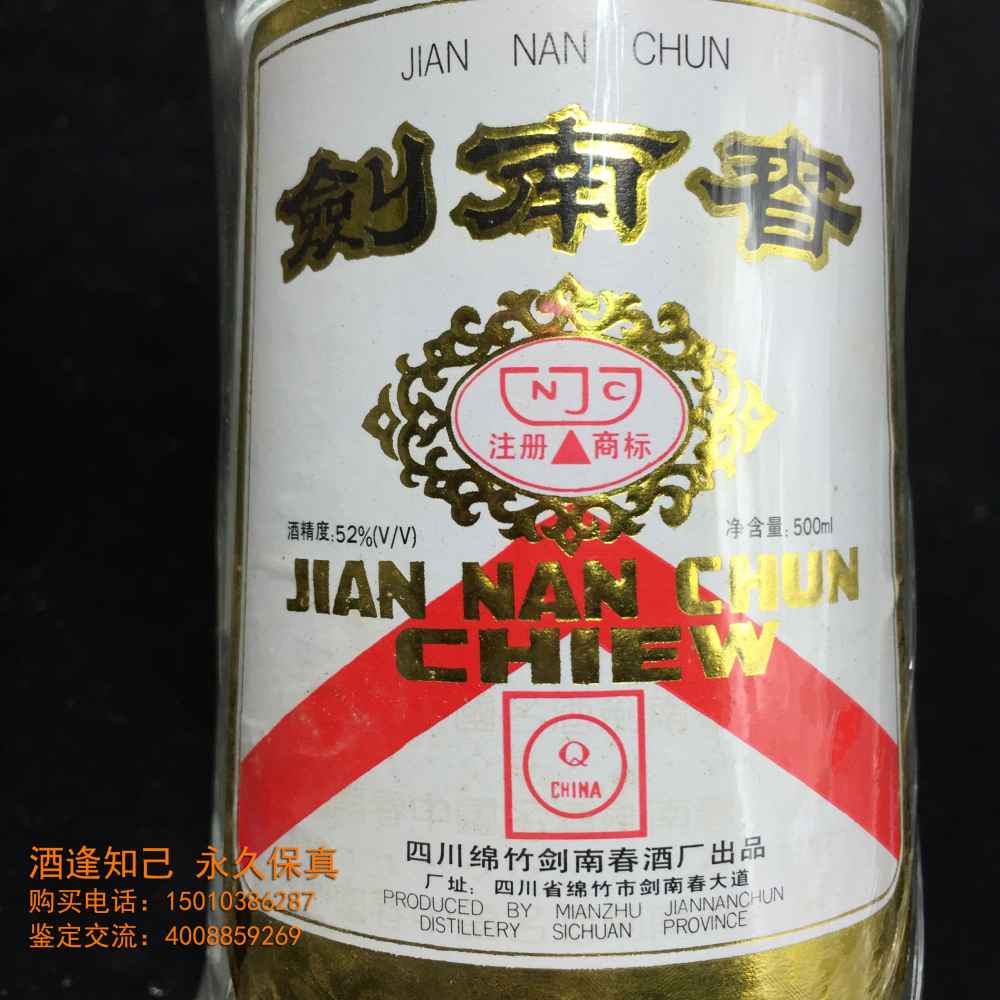 JIAN NAN CHUN
劍南春
NJC
注册 商标
酒精度:52%(V/V)
净含量:500ml
JIAN NAN CHUN
CHIEW
Q
CHINA
四川绵竹剑南春酒厂出品
厂址:四川省绵竹市剑南春大道
PRODUCED BY MIANZHU JIANNANCHUN
DISTILLERY SICHUAN PROVINCE
酒逢知己 永久保真
购买电话:15010386287
鉴定交流:4008859269